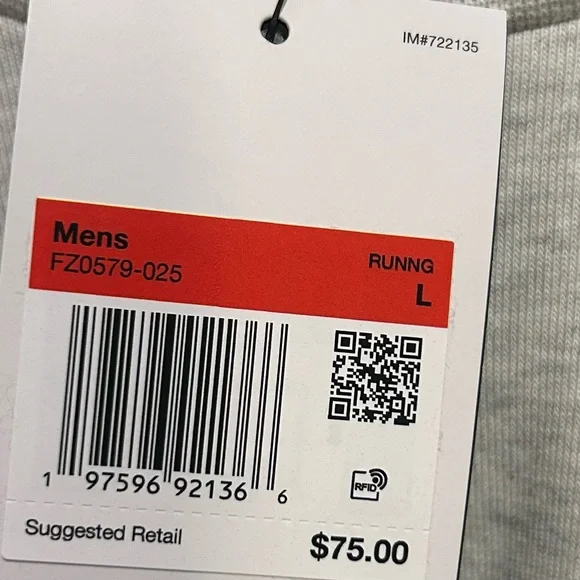 IM#722135
Mens
RUNNG
FZ0579-025
L
RFID
1 97596 92136 6
Suggested Retail
$75.00